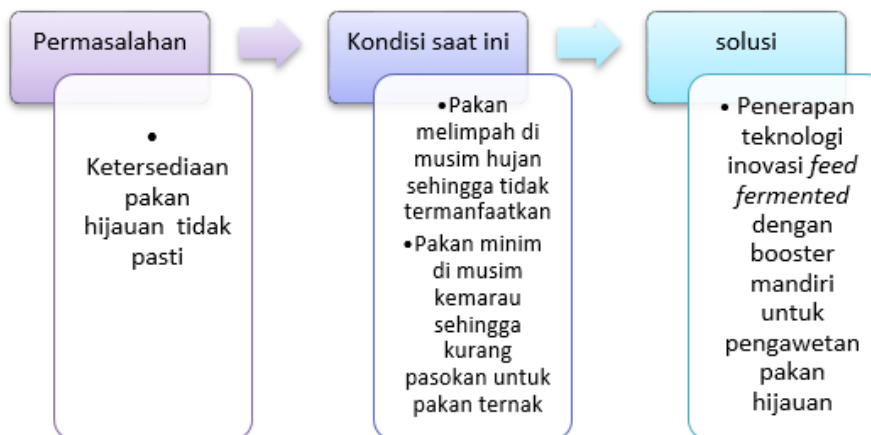 Permasalahan
•
Ketersediaan
pakan
hijauan tidak
pasti
Kondisi saat ini
•Pakan
melimpah di
musim hujan
sehingga tidak
termanfaatkan
•Pakan minim
di musim
kemarau
sehingga
kurang
pasokan untuk
pakan ternak
solusi
• Penerapan
teknologi
inovasi feed
fermented
dengan
booster
mandiri
untuk
pengawetan
pakan
hijauan